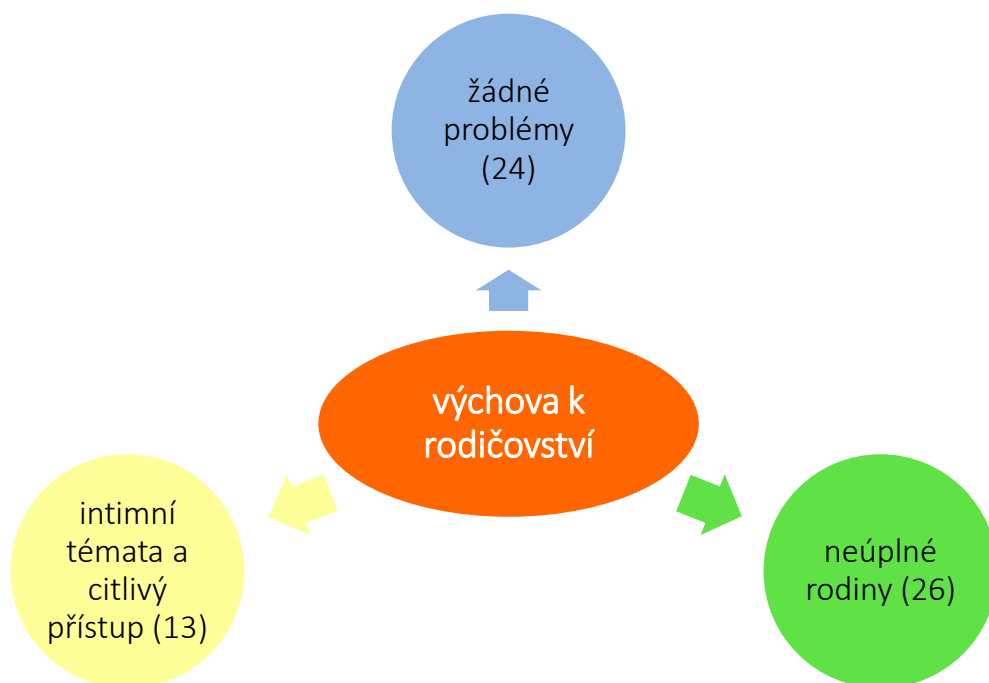 žádné
problémy
(24)
výchova k
rodičovství
intimní
témata a
citlivý
přístup (13)
neúplné
rodiny (26)